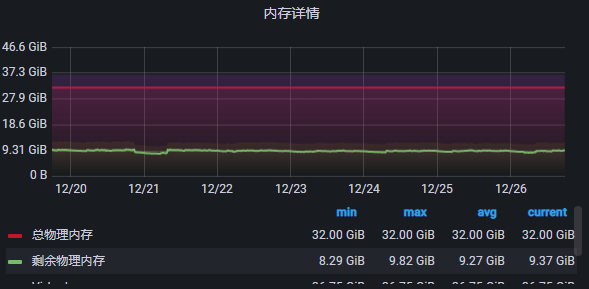 内存详情
46.6 GiB
37.3 GiB
27.9 GiB
18.6 GiB
9.31 GiB
0 B
12/20 12/21 12/22 12/23 12/24 12/25 12/26
min max avg current
总物理内存 32.00 GiB 32.00 GiB 32.00 GiB 32.00 GiB
剩余物理内存 8.29 GiB 9.82 GiB 9.27 GiB 9.37 GiB